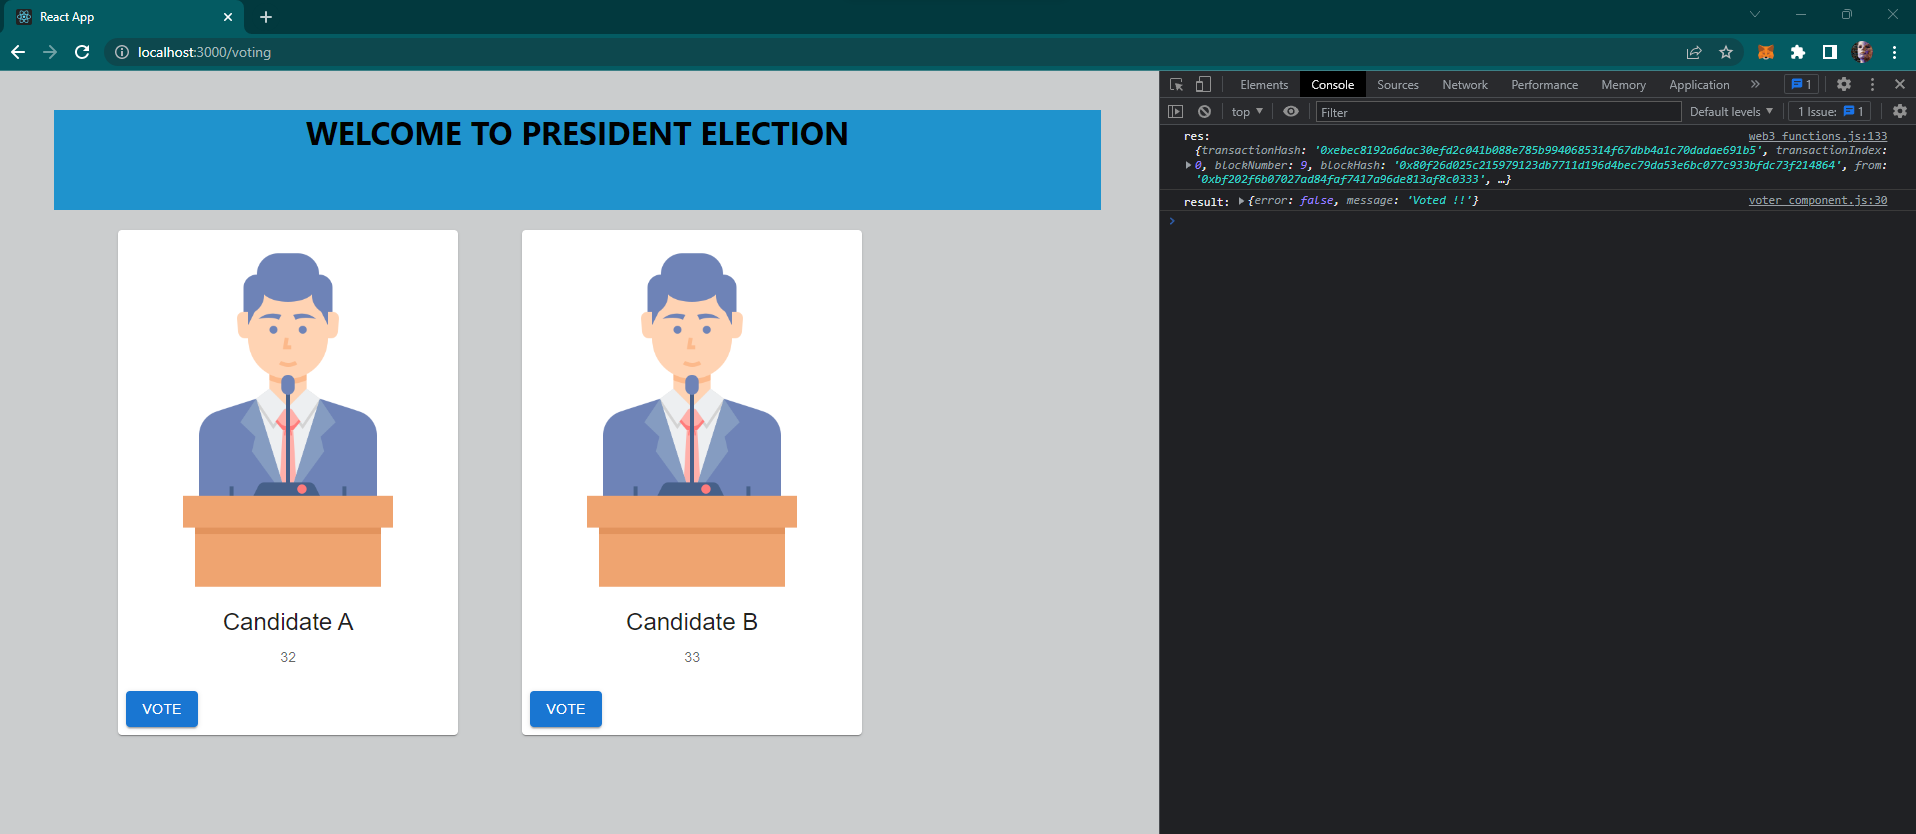 React App
localhost:3000/voting
Elements Console Sources Network Performance Memory Application 1
top Filter Default levels 1 Issue: 1
WELCOME TO PRESIDENT ELECTION
Candidate A
32
VOTE
Candidate B
33
VOTE
res: web3_functions.js:133
{transactionHash: '0xebec8192a6dac30efd2c041b088e785b9940685314f67dbb4a1c70dadae691b5', transactionIndex:
0, blockNumber: 9, blockHash: '0x80f26d025c215979123db7711d196d4bec79da53e6bc077c933bfdc73f214864', from:
'0xbf202f6b07027ad84faf7417a96de813af8c0333', …}
result: {error: false, message: 'Voted !!'} voter_component.js:30